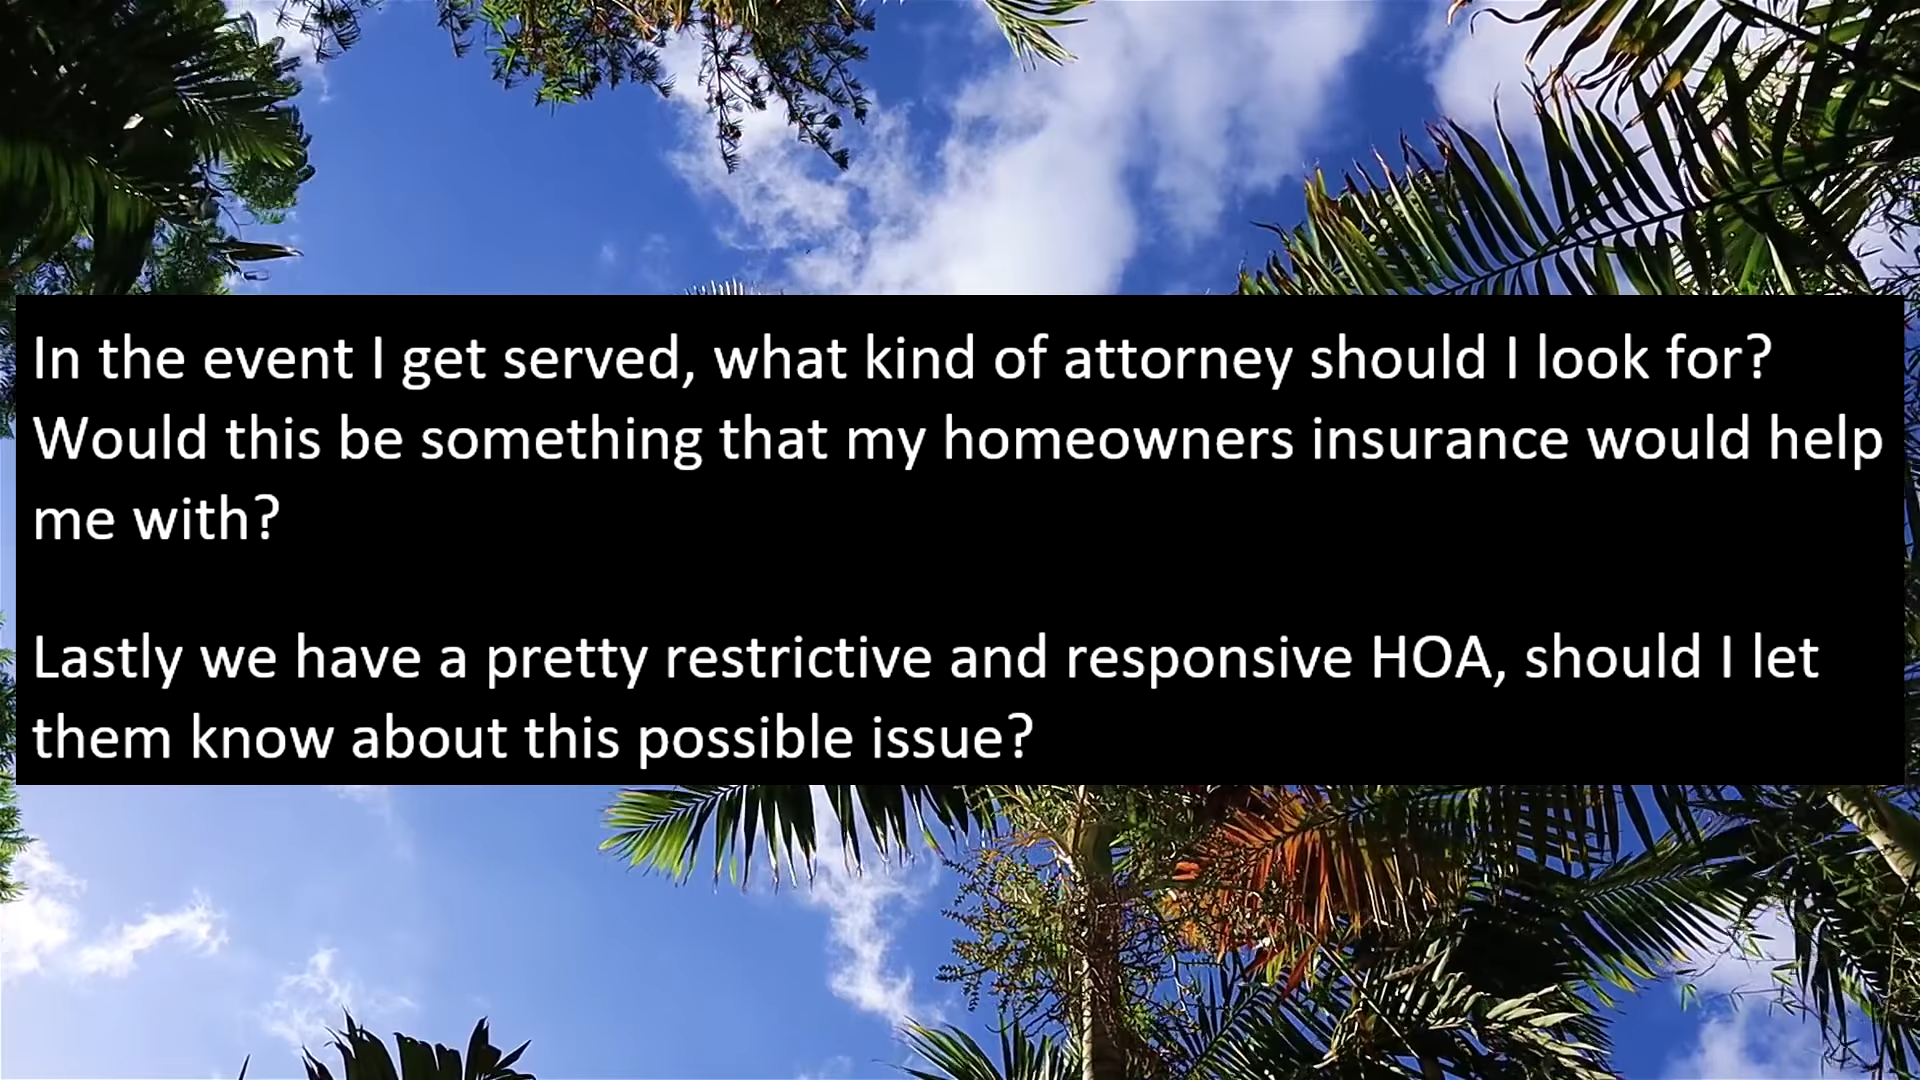 In the event I get served, what kind of attorney should I look for?
Would this be something that my homeowners insurance would help
me with?
Lastly we have a pretty restrictive and responsive HOA, should I let
them know about this possible issue?